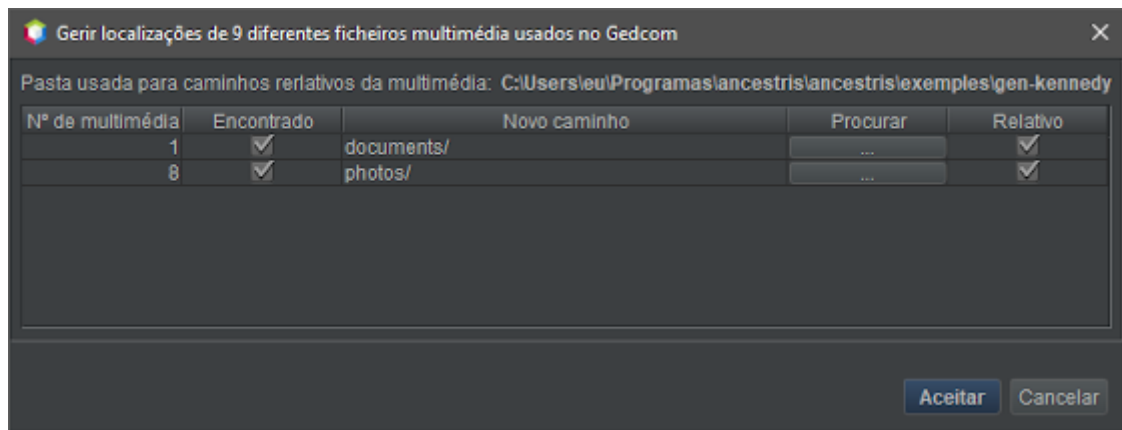 Gerir localizações de 9 diferentes ficheiros multimédia usados no Gedcom
Pasta usada para caminhos rerlativos da multimédia: C:\Users\eu\Programas\ancestris\ancestris\exemples\gen-kennedy
Nº de multimédia Encontrado Novo caminho Procurar Relativo
1 documents/ ...
8 photos/ ...
Aceitar Cancelar